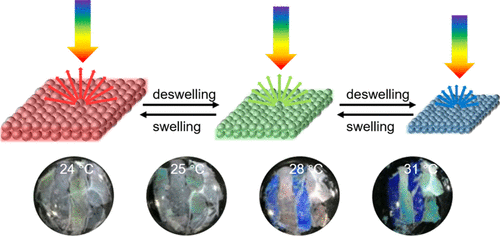 deswelling
swelling
deswelling
swelling
24 °C
25 °C
28 °C
31 °C